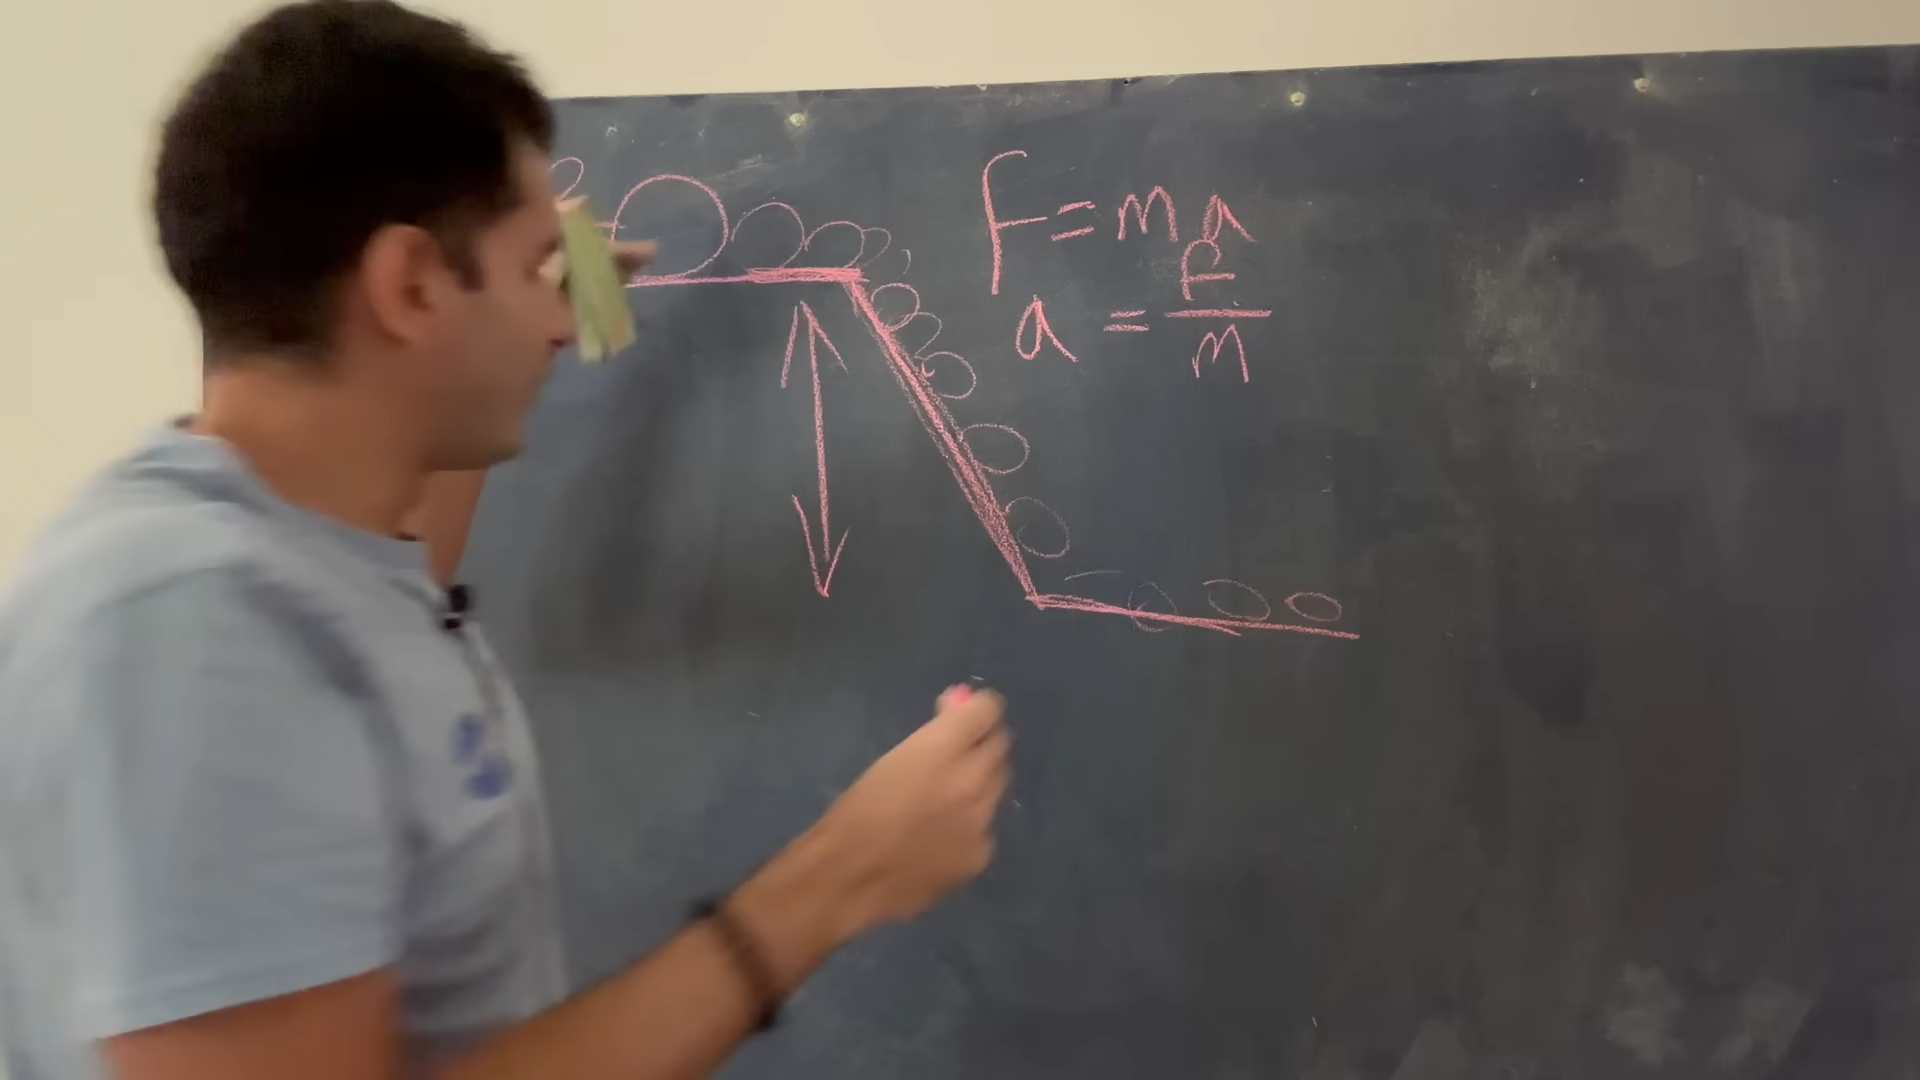 F = ma
a = F/m